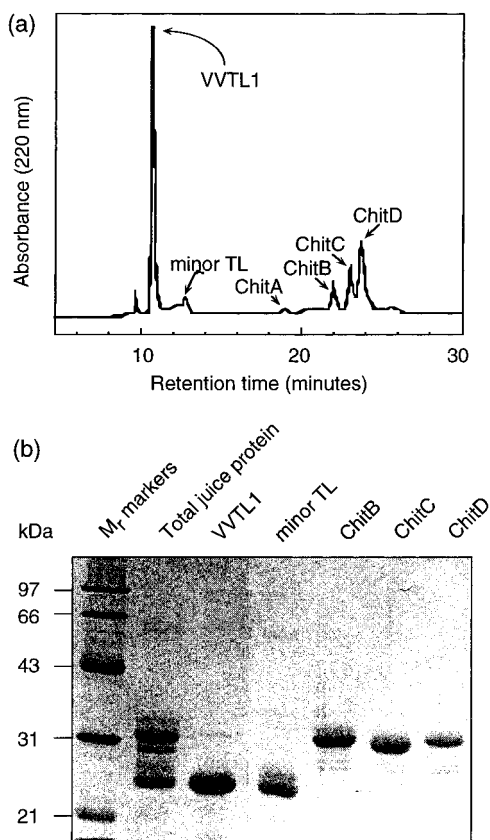 (a)
Absorbance (220 nm)
VVTL1
minor TL
ChitA
ChitB
ChitC
ChitD
10
20
30
Retention time (minutes)
(b)
kDa
Mr markers
Total juice protein
VVTL1
minor TL
ChitB
ChitC
ChitD
97
66
43
31
21